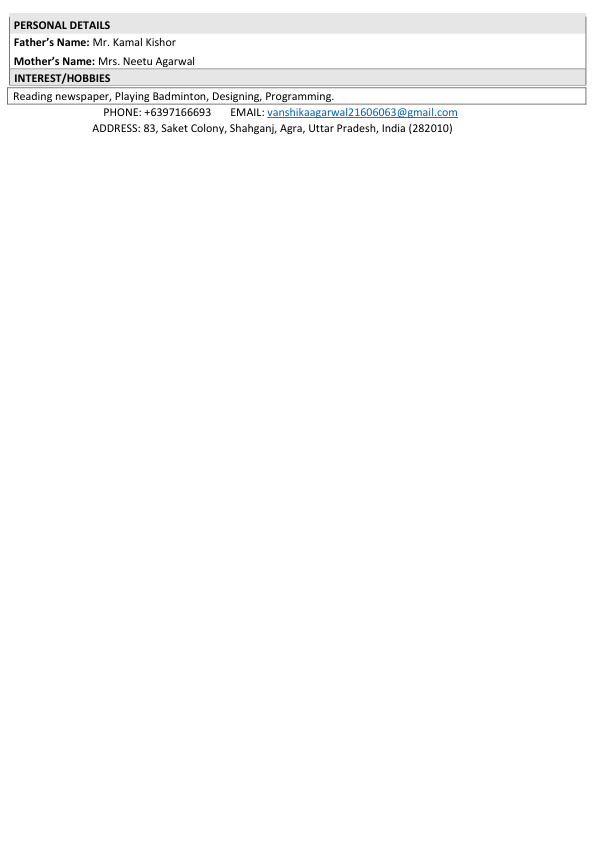 PERSONAL DETAILS
Father’s Name: Mr. Kamal Kishor
Mother’s Name: Mrs. Neetu Agarwal
INTEREST/HOBBIES
Reading newspaper, Playing Badminton, Designing, Programming.
PHONE: +6397166693 EMAIL: vanshikaagarwal21606063@gmail.com
ADDRESS: 83, Saket Colony, Shahganj, Agra, Uttar Pradesh, India (282010)